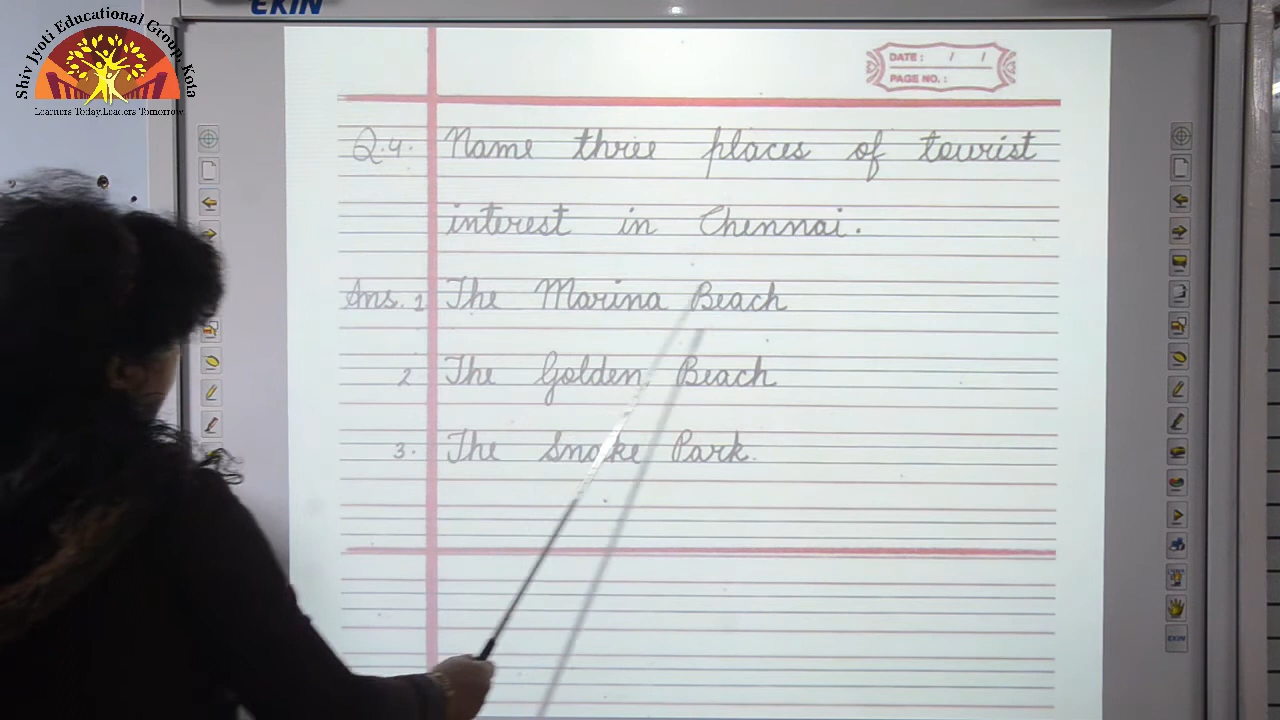 EKIN
Shiv Jyoti Educational Group, Kota
Learners Today.Leaders Tomorrow
DATE : / /
PAGE NO. :
Q.4. Name three places of tourist
interest in Chennai.
Ans. 1 The Marina Beach
2 The Golden Beach
3. The Snake Park.
EKIN